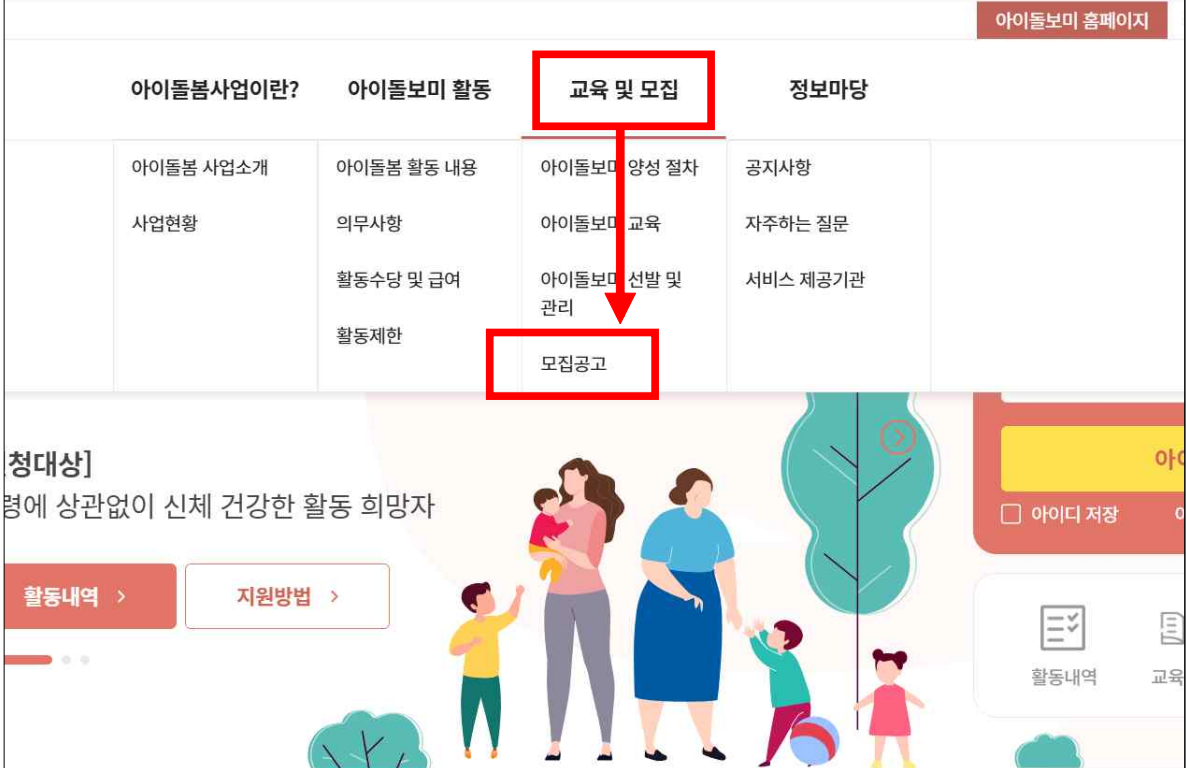 아이돌보미 홈페이지
아이돌봄사업이란? 아이돌보미 활동 교육 및 모집 정보마당
아이돌봄 사업소개 아이돌봄 활동 내용 아이돌보미 양성 절차 공지사항
사업현황 의무사항 아이돌보미 교육 자주하는 질문
활동수당 및 급여 아이돌보미 선발 및 서비스 제공기관
관리
활동제한
모집공고
청대상]
령에 상관없이 신체 건강한 활동 희망자
아이디 저장
활동내역 > 지원방법 >
활동내역 교육